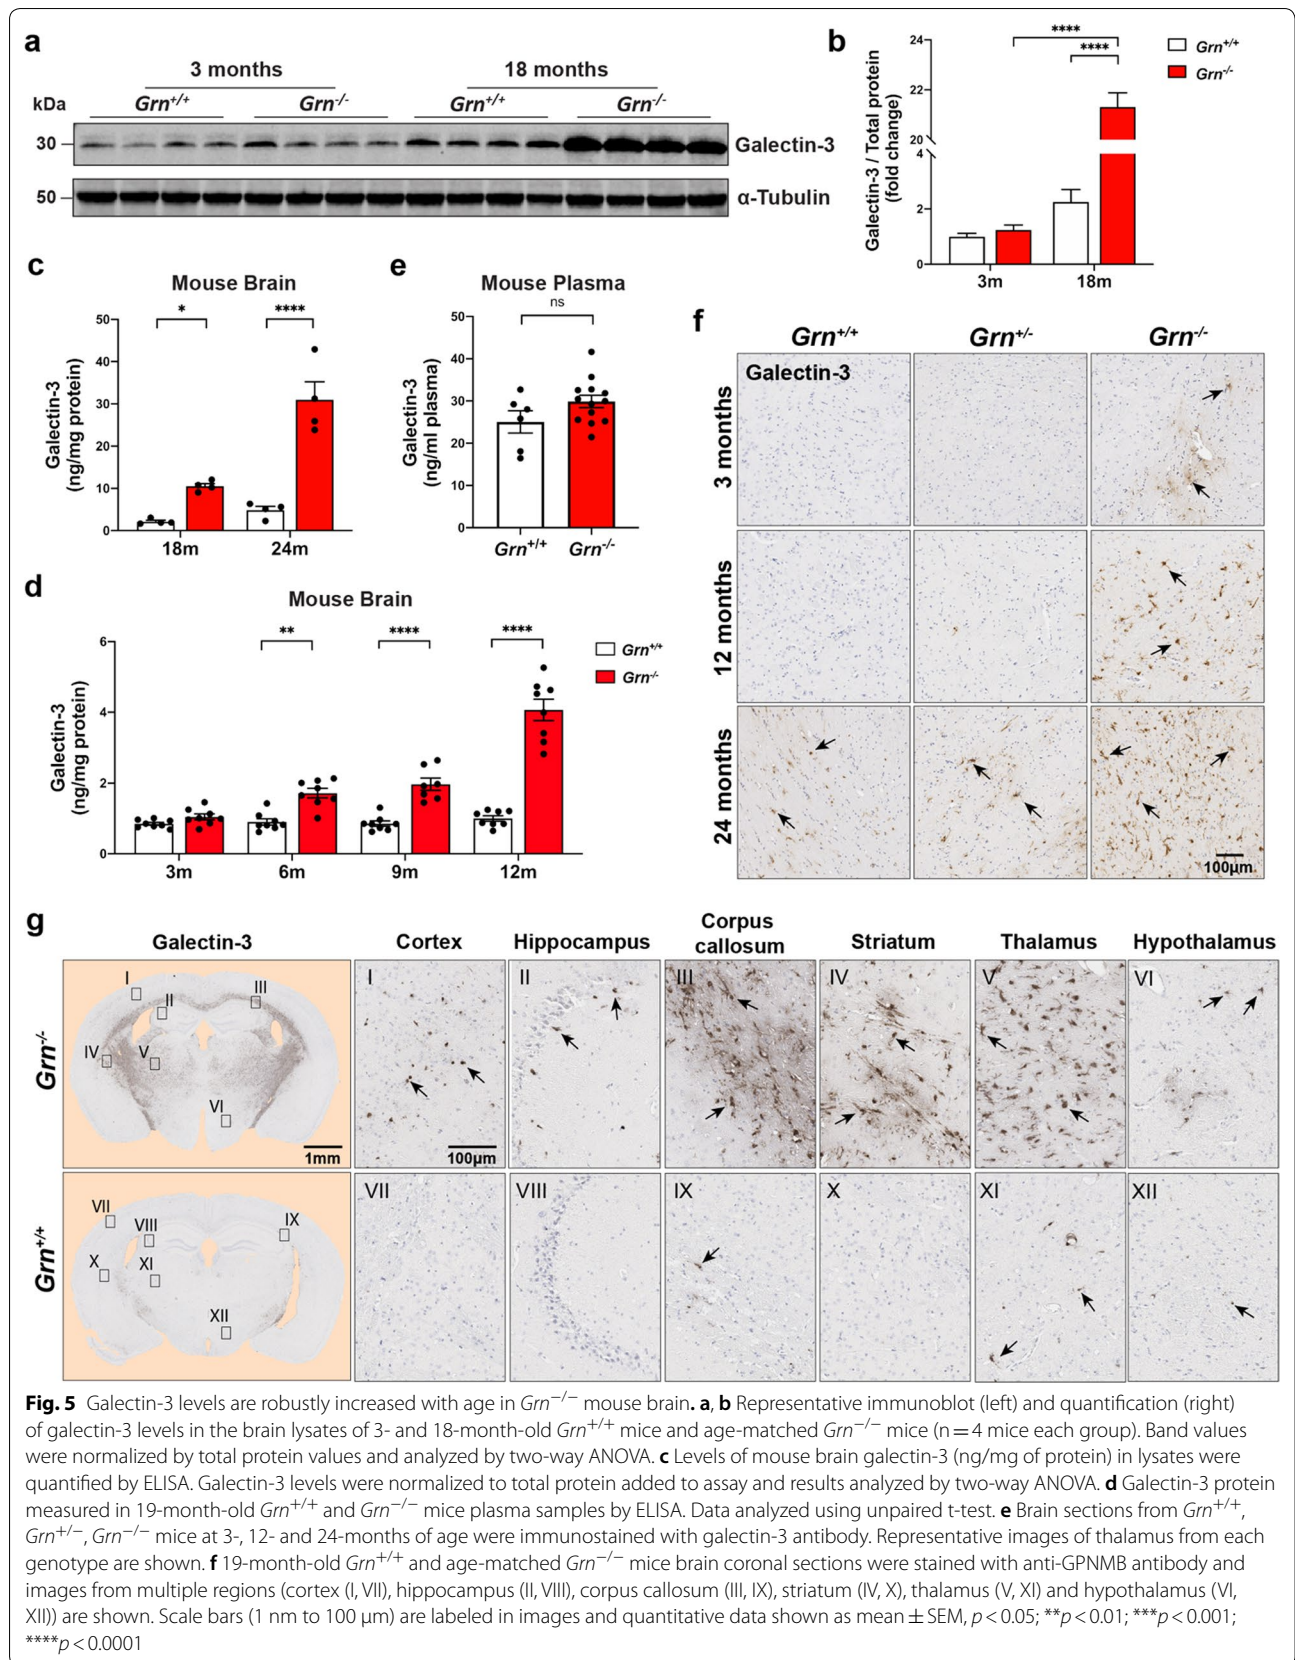 a
3 months
18 months
kDa
Grn+/+
Grn-/-
Grn+/+
Grn-/-
30
Galectin-3
50
α-Tubulin
b
****
****
Grn+/+
Grn-/-
Galectin-3 / Total protein
(fold change)
24
22
20
4
2
0
3m
18m
c
Mouse Brain
*
****
Galectin-3
(ng/mg protein)
50
40
30
20
10
0
18m
24m
e
Mouse Plasma
ns
Galectin-3
(ng/ml plasma)
50
40
30
20
10
0
Grn+/+
Grn-/-
d
Mouse Brain
**
****
****
Grn+/+
Grn-/-
Galectin-3
(ng/mg protein)
6
4
2
0
3m
6m
9m
12m
f
Grn+/+
Grn+/-
Grn-/-
Galectin-3
3 months
12 months
24 months
100µm
g
Galectin-3
Cortex
Hippocampus
Corpus
callosum
Striatum
Thalamus
Hypothalamus
Grn-/-
I
II
III
IV
V
VI
1mm
I
100µm
II
III
IV
V
VI
Grn+/+
VII
VIII
IX
X
XI
XII
VII
VIII
IX
X
XI
XII
Fig. 5 Galectin-3 levels are robustly increased with age in Grn−/− mouse brain. a, b Representative immunoblot (left) and quantification (right)
of galectin-3 levels in the brain lysates of 3- and 18-month-old Grn+/+ mice and age-matched Grn−/− mice (n = 4 mice each group). Band values
were normalized by total protein values and analyzed by two-way ANOVA. c Levels of mouse brain galectin-3 (ng/mg of protein) in lysates were
quantified by ELISA. Galectin-3 levels were normalized to total protein added to assay and results analyzed by two-way ANOVA. d Galectin-3 protein
measured in 19-month-old Grn+/+ and Grn−/− mice plasma samples by ELISA. Data analyzed using unpaired t-test. e Brain sections from Grn+/+,
Grn+/−, Grn−/− mice at 3-, 12- and 24-months of age were immunostained with galectin-3 antibody. Representative images of thalamus from each
genotype are shown. f 19-month-old Grn+/+ and age-matched Grn−/− mice brain coronal sections were stained with anti-GPNMB antibody and
images from multiple regions (cortex (I, VII), hippocampus (II, VIII), corpus callosum (III, IX), striatum (IV, X), thalamus (V, XI) and hypothalamus (VI,
XII)) are shown. Scale bars (1 nm to 100 µm) are labeled in images and quantitative data shown as mean ± SEM, p < 0.05; **p < 0.01; ***p < 0.001;
****p < 0.0001